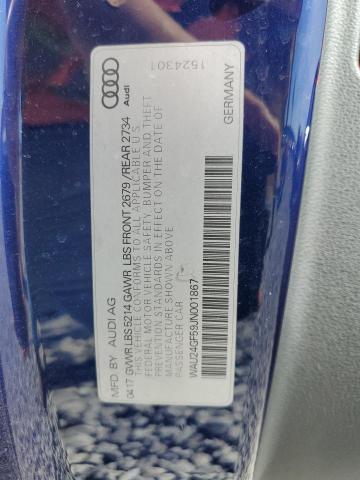 MFD. BY AUDI AG
04.17 GVWR LBS 5214 GAWR LBS FRONT 2679 / REAR 2734
THIS VEHICLE CONFORMS TO ALL APPLICABLE U.S.
FEDERAL MOTOR VEHICLE SAFETY, BUMPER AND THEFT
PREVENTION STANDARDS IN EFFECT ON THE DATE OF
MANUFACTURE SHOWN ABOVE
PASSENGER CAR
WAU24GF59JN001867
GERMANY
Audi
1524301